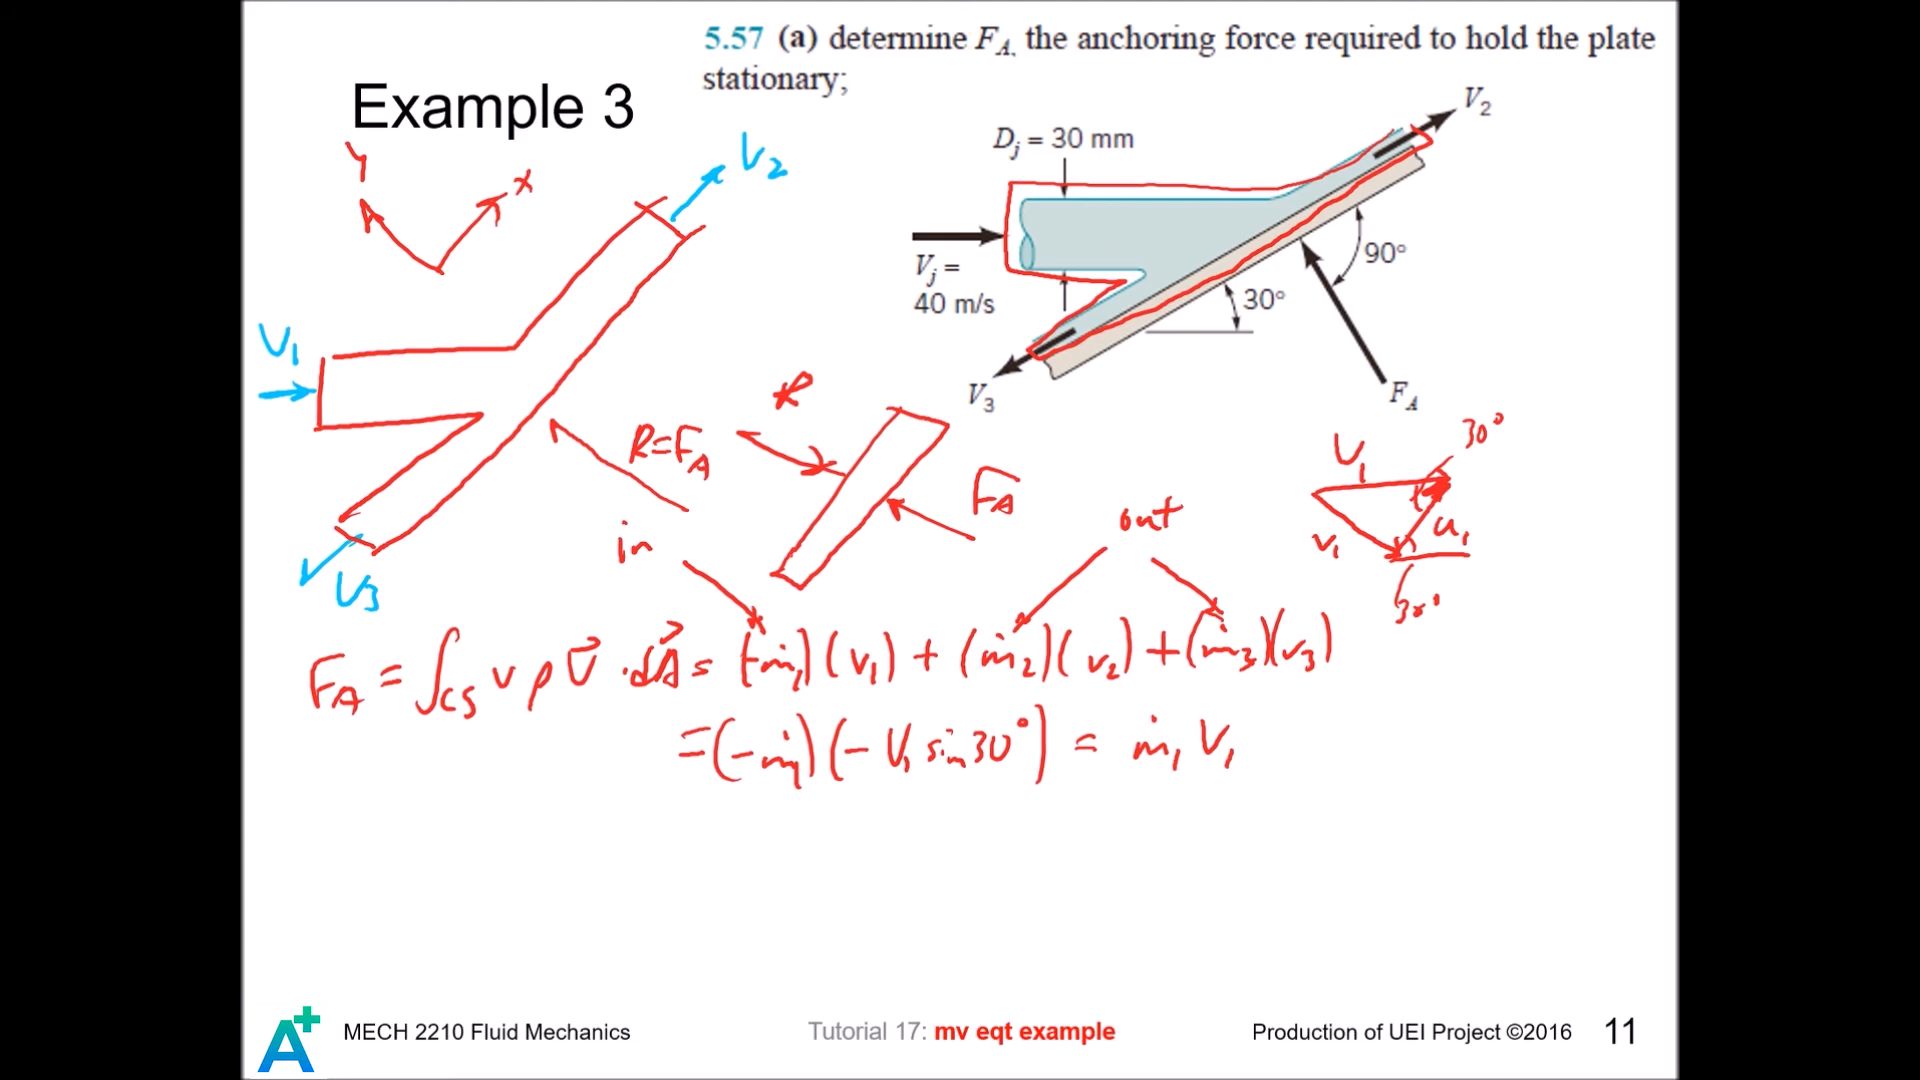 5.57 (a) determine F_A, the anchoring force required to hold the plate
stationary;
Example 3
V₂
D_j = 30 mm
V₂
Y
x
V_j =
40 m/s
90°
30°
V₁
V₃
F_A
R
R=F_A
F_A
30°
V₁
v₁
u₁
30°
in
out
V₃
F_A = ∫_CS v ρ V⃗ · dA⃗ = (-ṁ₁)(v₁) + (ṁ₂)(v₂) + (ṁ₃)(v₃)
= (-ṁ₁)(- V₁ sin30°) = ṁ₁ V₁
A+
MECH 2210 Fluid Mechanics
Tutorial 17: mv eqt example
Production of UEI Project ©2016
11